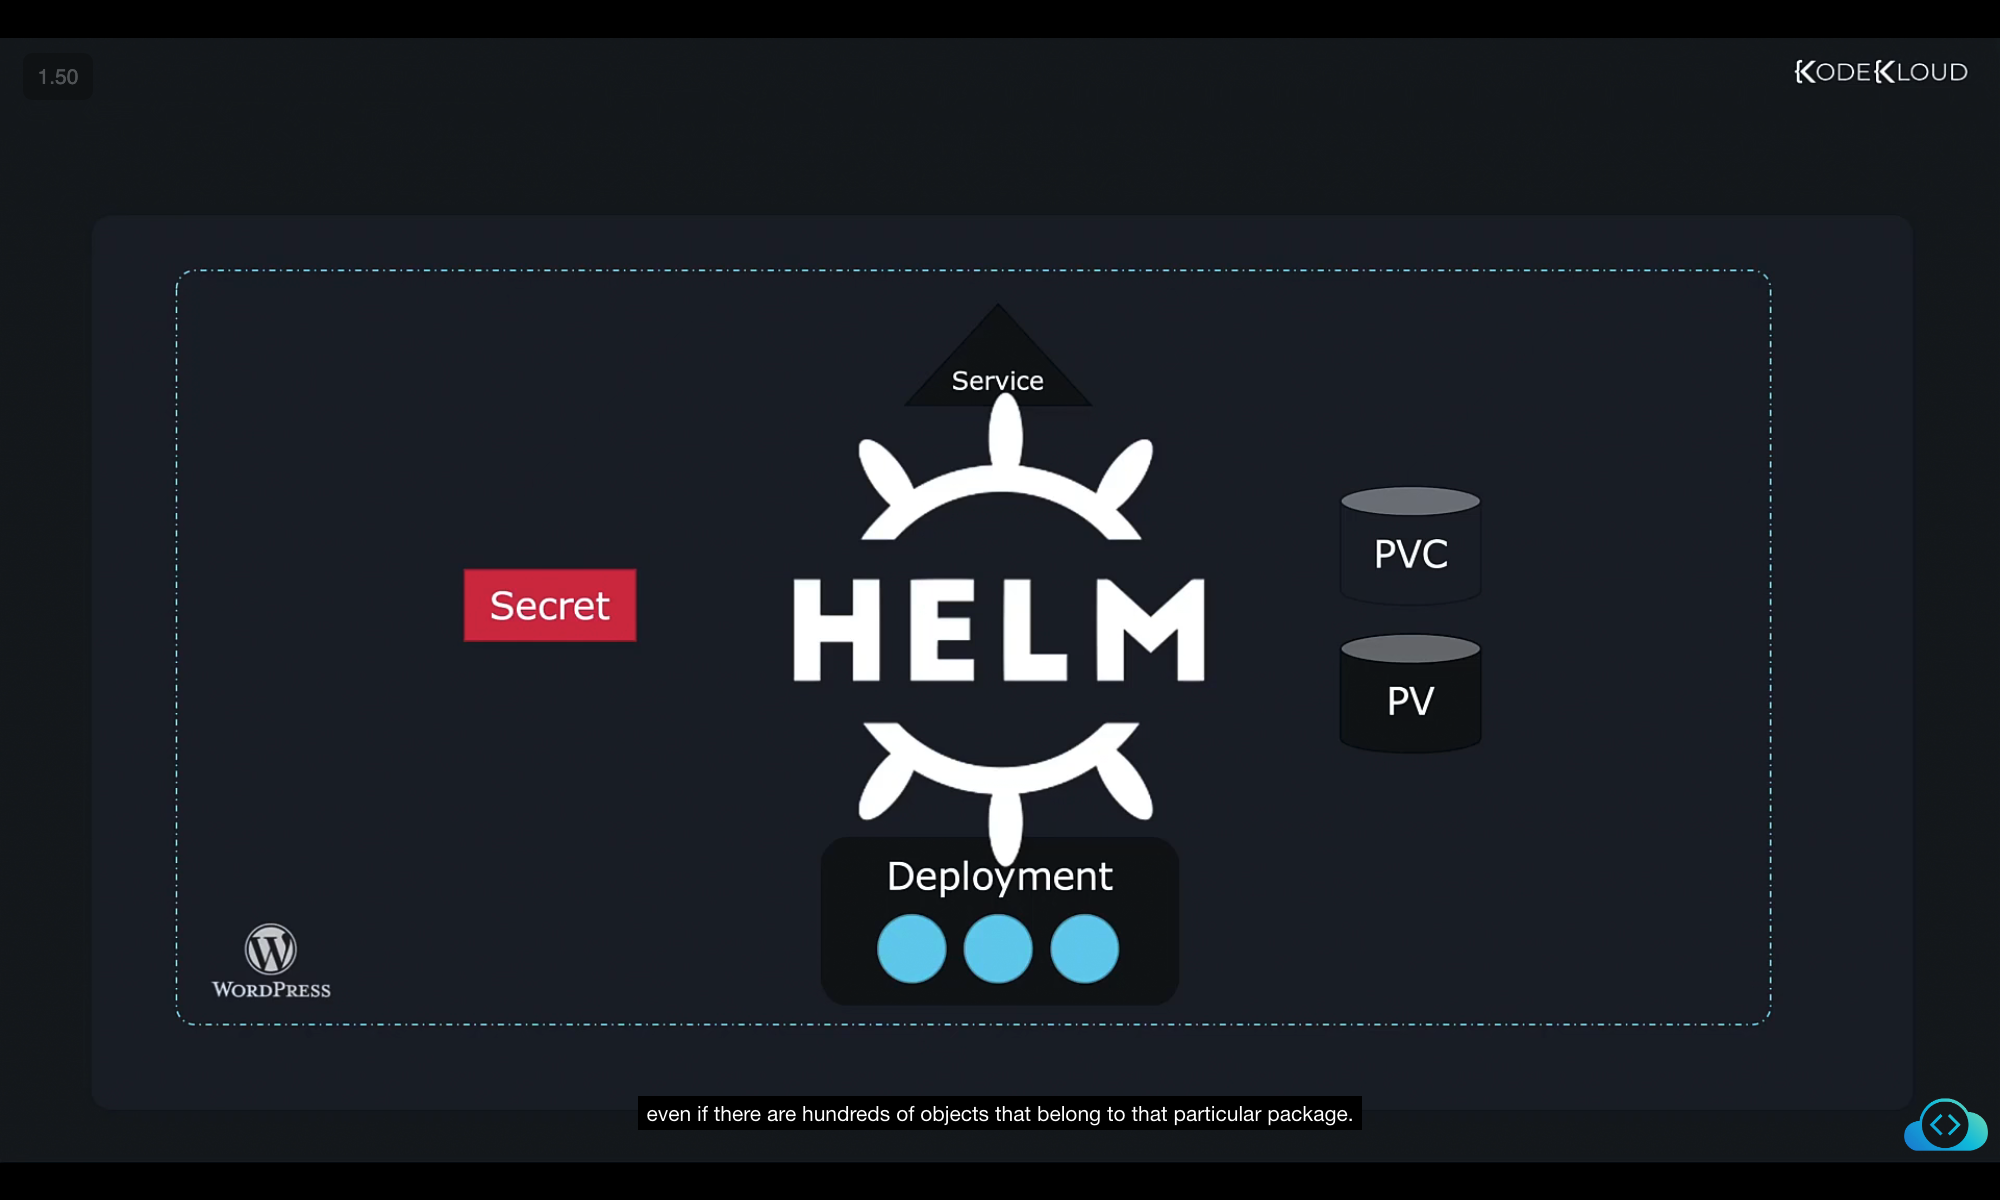 1.50
KODEKLOUD
Service
HELM
Secret
PVC
PV
Deployment
WORDPRESS
even if there are hundreds of objects that belong to that particular package.